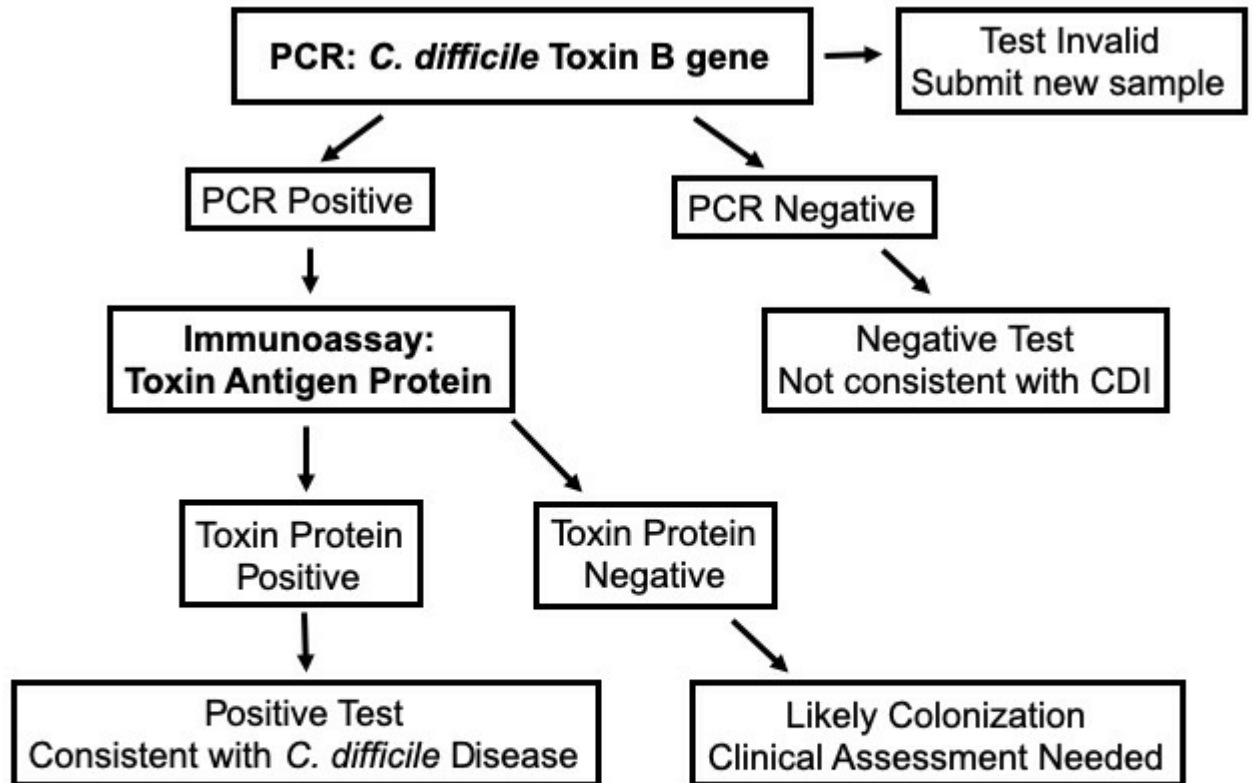 PCR: C. difficile Toxin B gene
Test Invalid
Submit new sample
PCR Positive
PCR Negative
Immunoassay:
Toxin Antigen Protein
Negative Test
Not consistent with CDI
Toxin Protein
Positive
Toxin Protein
Negative
Positive Test
Consistent with C. difficile Disease
Likely Colonization
Clinical Assessment Needed